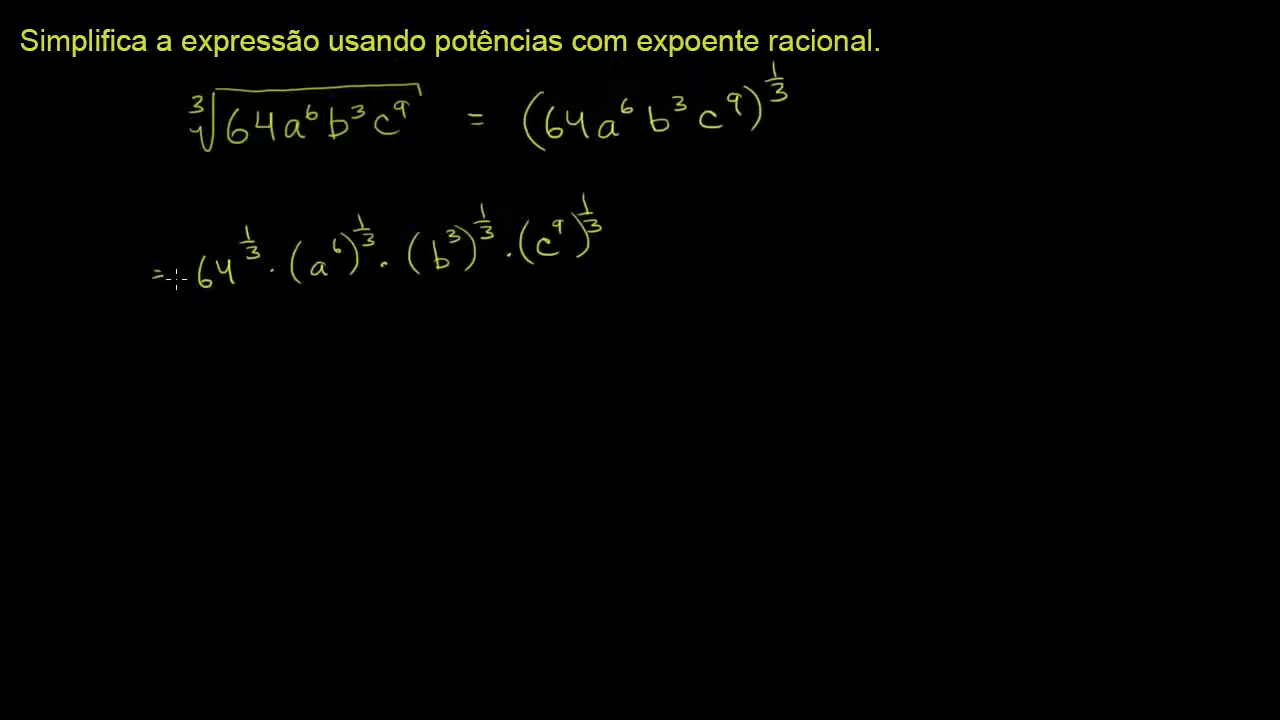 Simplifica a expressão usando potências com expoente racional.
∛(64a⁶b³c⁹) = (64a⁶b³c⁹)^(1/3)
= 64^(1/3) · (a⁶)^(1/3) · (b³)^(1/3) · (c⁹)^(1/3)